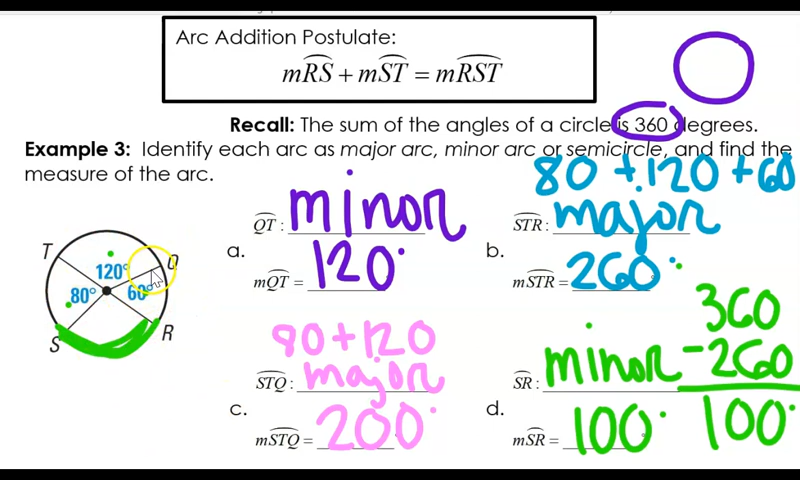 Arc Addition Postulate:
mRS + mST = mRST
Recall: The sum of the angles of a circle is 360 degrees.
Example 3: Identify each arc as major arc, minor arc or semicircle, and find the
measure of the arc.
80 + 120 + 60
a.
QT: minor
mQT = 120°
b.
STR: major
mSTR = 260°
T
Q
120°
80°
60°
S
R
80 + 120
c.
STQ: major
mSTQ = 200°
d.
SR: minor
mSR = 100°
360
- 260
100°